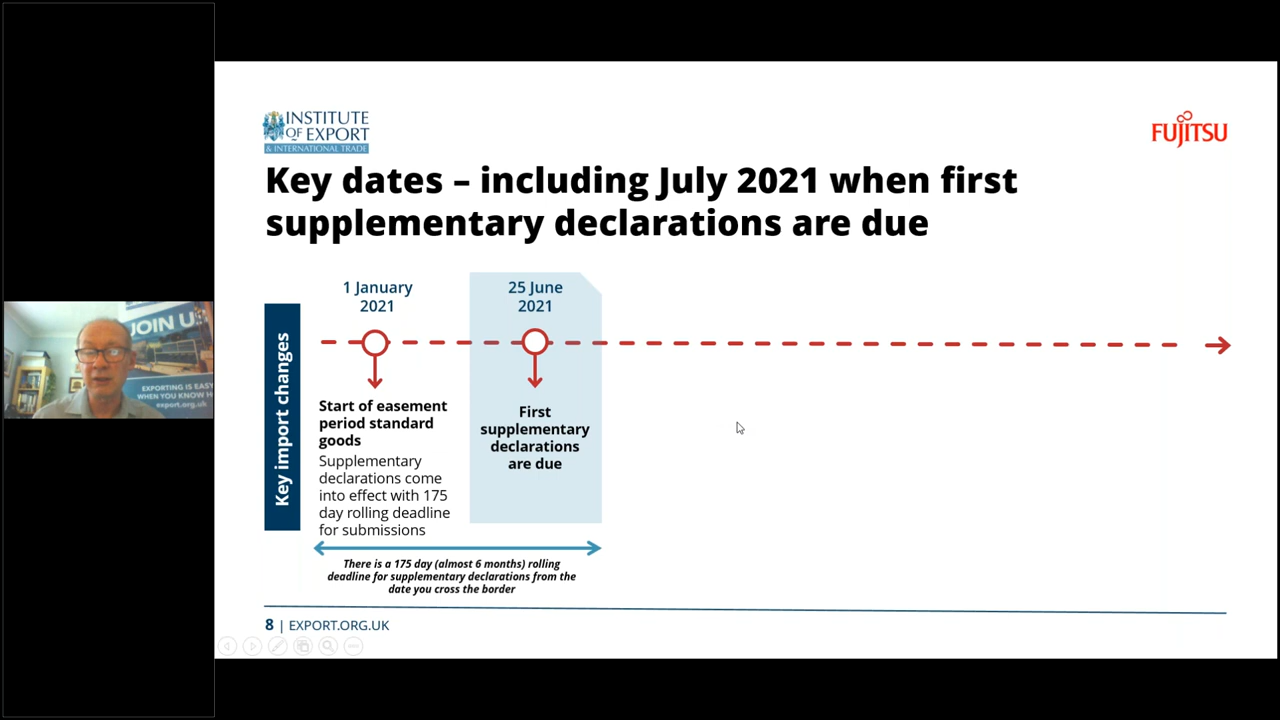 INSTITUTE
OF EXPORT
& INTERNATIONAL TRADE
FUJITSU
Key dates – including July 2021 when first
supplementary declarations are due
Key import changes
1 January
2021
Start of easement
period standard
goods
Supplementary
declarations come
into effect with 175
day rolling deadline
for submissions
25 June
2021
First
supplementary
declarations
are due
There is a 175 day (almost 6 months) rolling
deadline for supplementary declarations from the
date you cross the border
8 | EXPORT.ORG.UK
JOIN U
EXPORTING IS EASY
WHEN YOU KNOW H
export.org.uk